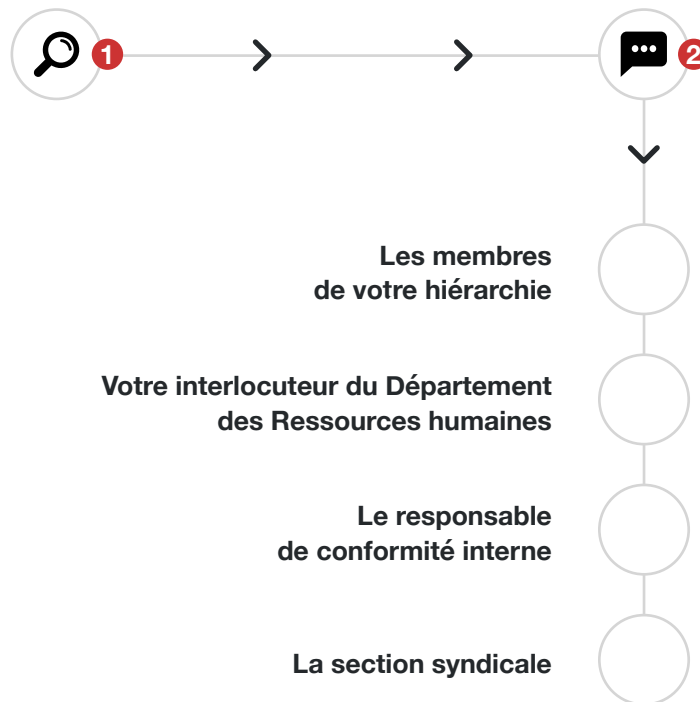 1
2
Les membres
de votre hiérarchie
Votre interlocuteur du Département
des Ressources humaines
Le responsable
de conformité interne
La section syndicale